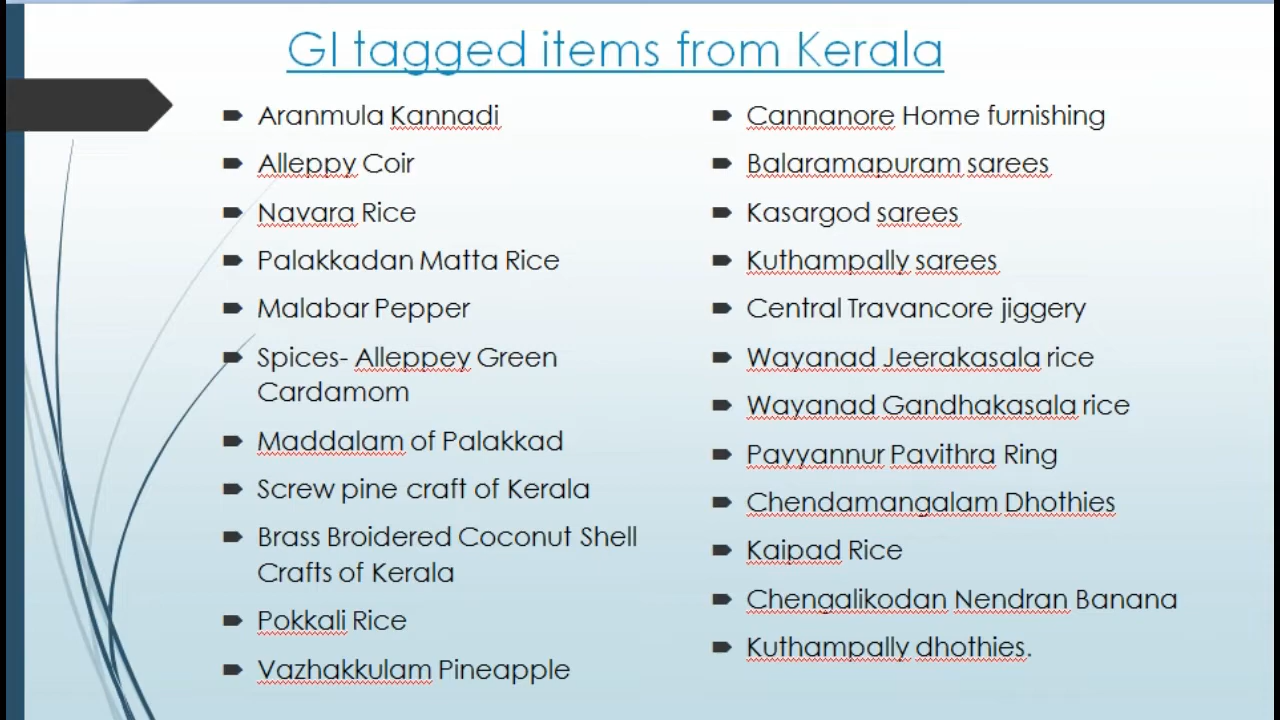 GI tagged items from Kerala
Aranmula Kannadi
Alleppy Coir
Navara Rice
Palakkadan Matta Rice
Malabar Pepper
Spices- Alleppey Green
Cardamom
Maddalam of Palakkad
Screw pine craft of Kerala
Brass Broidered Coconut Shell
Crafts of Kerala
Pokkali Rice
Vazhakkulam Pineapple
Cannanore Home furnishing
Balaramapuram sarees
Kasargod sarees
Kuthampally sarees
Central Travancore jiggery
Wayanad Jeerakasala rice
Wayanad Gandhakasala rice
Payyannur Pavithra Ring
Chendamangalam Dhothies
Kaipad Rice
Chengalikodan Nendran Banana
Kuthampally dhothies.